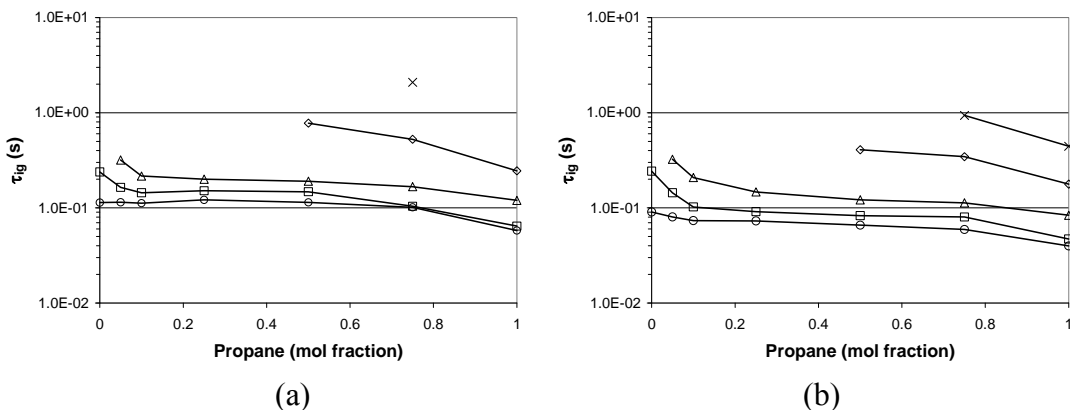 1.0E+01
1.0E+00
1.0E-01
1.0E-02
τig (s)
0 0.2 0.4 0.6 0.8 1
Propane (mol fraction)
(a)
1.0E+01
1.0E+00
1.0E-01
1.0E-02
τig (s)
0 0.2 0.4 0.6 0.8 1
Propane (mol fraction)
(b)